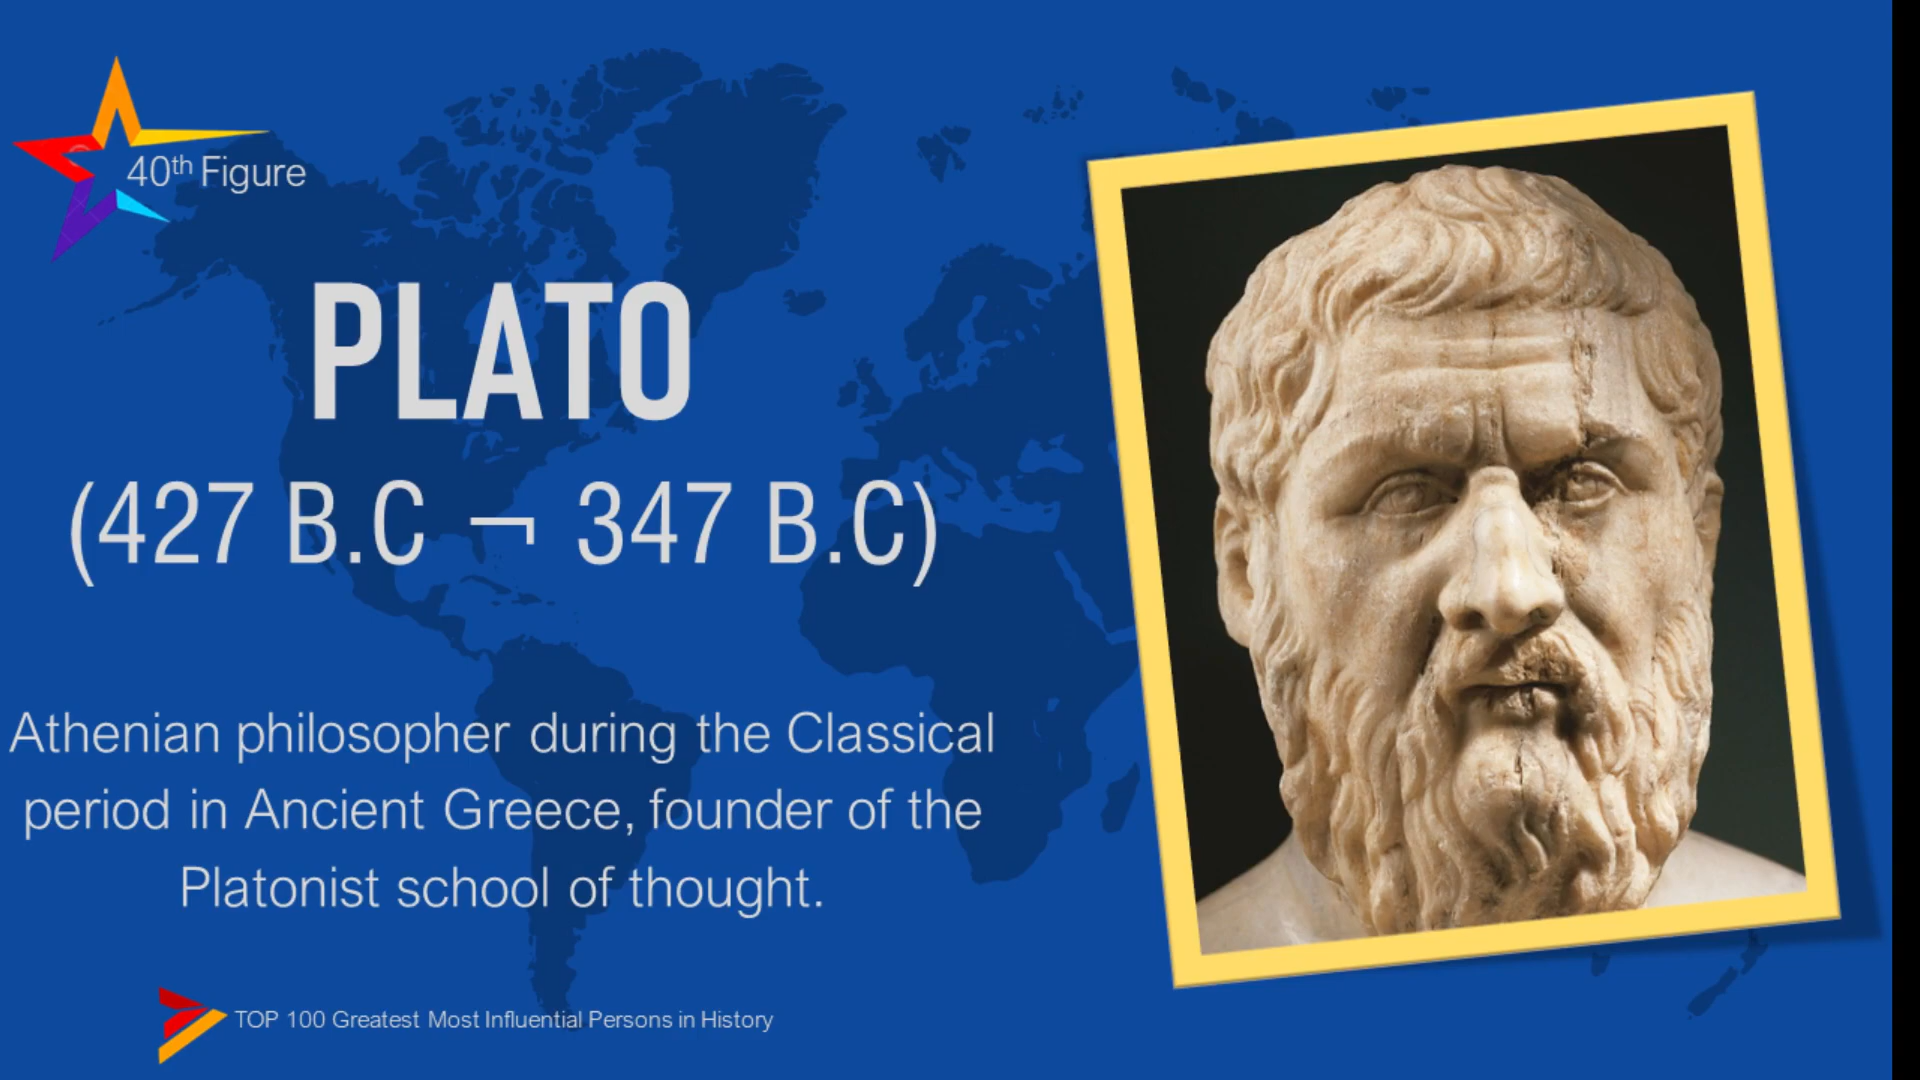 40th Figure
PLATO
(427 B.C ¬ 347 B.C)
Athenian philosopher during the Classical
period in Ancient Greece, founder of the
Platonist school of thought.
TOP 100 Greatest Most Influential Persons in History